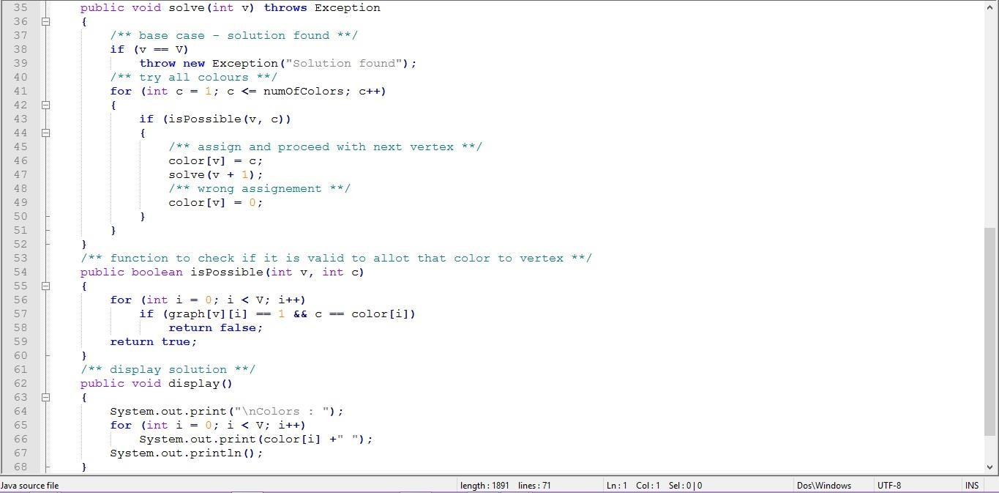 35 public void solve(int v) throws Exception
36 {
37 /** base case - solution found **/
38 if (v == V)
39 throw new Exception("Solution found");
40 /** try all colours **/
41 for (int c = 1; c <= numOfColors; c++)
42 {
43 if (isPossible(v, c))
44 {
45 /** assign and proceed with next vertex **/
46 color[v] = c;
47 solve(v + 1);
48 /** wrong assignement **/
49 color[v] = 0;
50 }
51 }
52 }
53 /** function to check if it is valid to allot that color to vertex **/
54 public boolean isPossible(int v, int c)
55 {
56 for (int i = 0; i < V; i++)
57 if (graph[v][i] == 1 && c == color[i])
58 return false;
59 return true;
60 }
61 /** display solution **/
62 public void display()
63 {
64 System.out.print("\nColors : ");
65 for (int i = 0; i < V; i++)
66 System.out.print(color[i] +" ");
67 System.out.println();
68 }
Java source file length : 1891 lines : 71 Ln : 1 Col : 1 Sel : 0 | 0 Dos\Windows UTF-8 INS